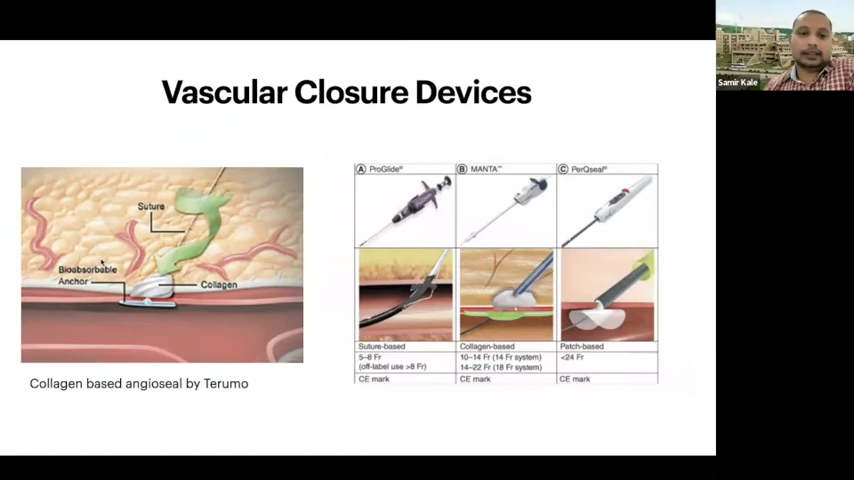 Samir Kale
Vascular Closure Devices
Suture
Bioabsorbable
Anchor
Collagen
Collagen based angioseal by Terumo
A ProGlide® B MANTA™ C PerQseal®
Suture-based Collagen-based Patch-based
5–8 Fr 10–14 Fr (14 Fr system) <24 Fr
(off-label use >8 Fr) 14–22 Fr (18 Fr system)
CE mark CE mark CE mark